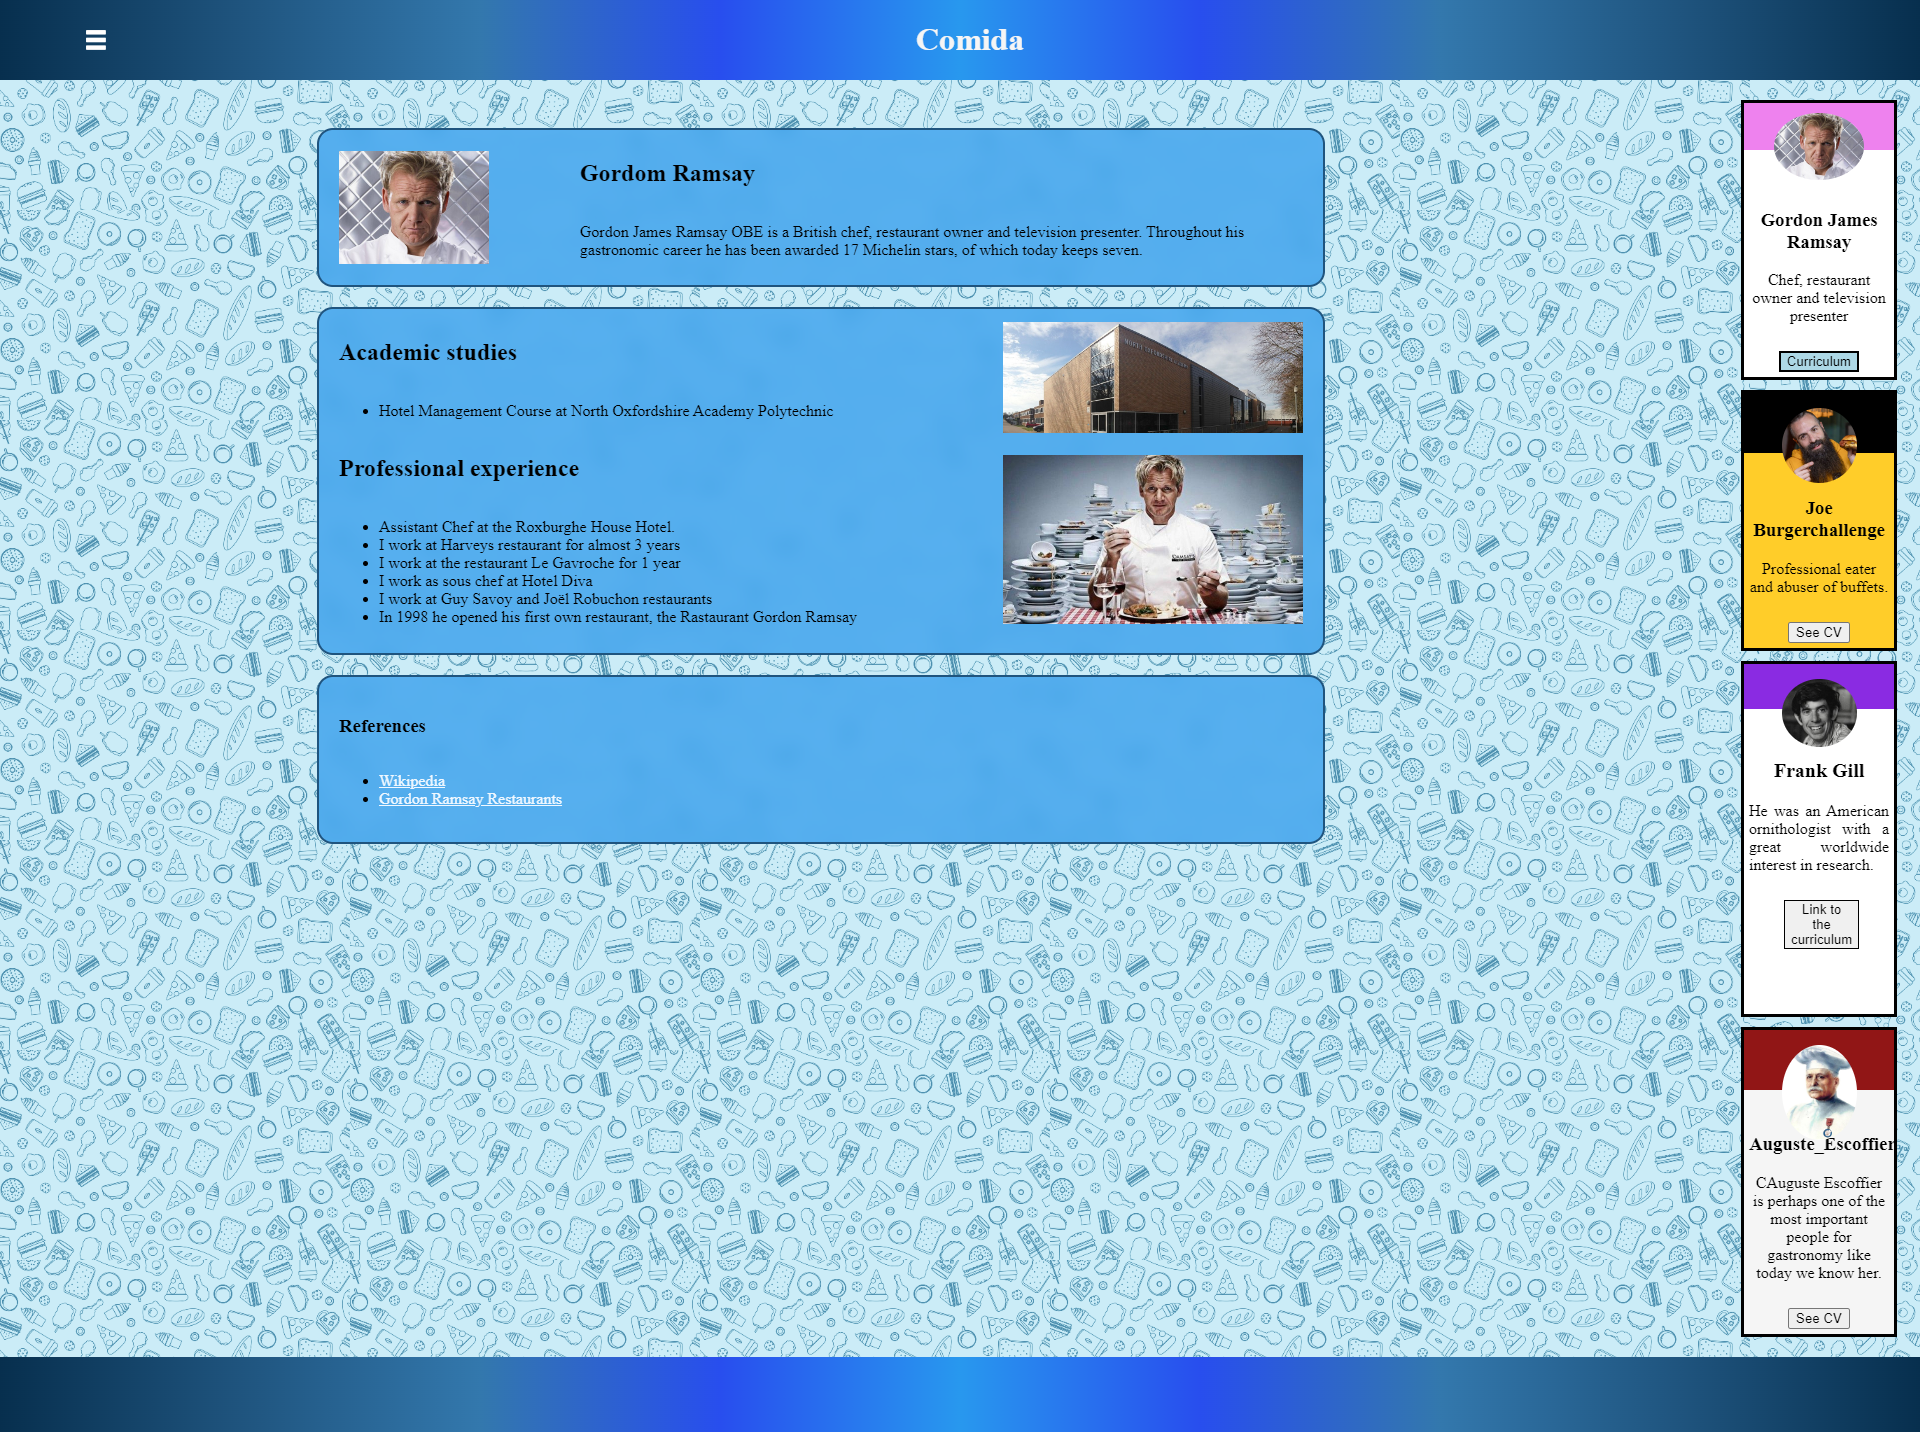 Comida
Gordom Ramsay
Gordon James Ramsay OBE is a British chef, restaurant owner and television presenter. Throughout his
gastronomic career he has been awarded 17 Michelin stars, of which today keeps seven.
Academic studies
Hotel Management Course at North Oxfordshire Academy Polytechnic
Professional experience
Assistant Chef at the Roxburghe House Hotel.
I work at Harveys restaurant for almost 3 years
I work at the restaurant Le Gavroche for 1 year
I work as sous chef at Hotel Diva
I work at Guy Savoy and Joël Robuchon restaurants
In 1998 he opened his first own restaurant, the Rastaurant Gordon Ramsay
References
Wikipedia
Gordon Ramsay Restaurants
Gordon James
Ramsay
Chef, restaurant
owner and television
presenter
Curriculum
Joe
Burgerchallenge
Professional eater
and abuser of buffets.
See CV
Frank Gill
He was an American
ornithologist with a
great worldwide
interest in research.
Link to
the
curriculum
Auguste_Escoffier
CAuguste Escoffier
is perhaps one of the
most important
people for
gastronomy like
today we know her.
See CV